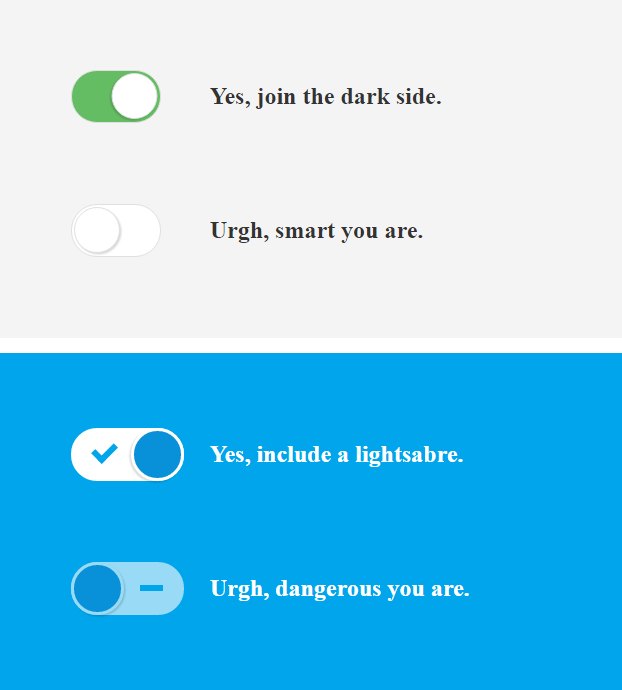 Yes, join the dark side.
Urgh, smart you are.
Yes, include a lightsabre.
Urgh, dangerous you are.